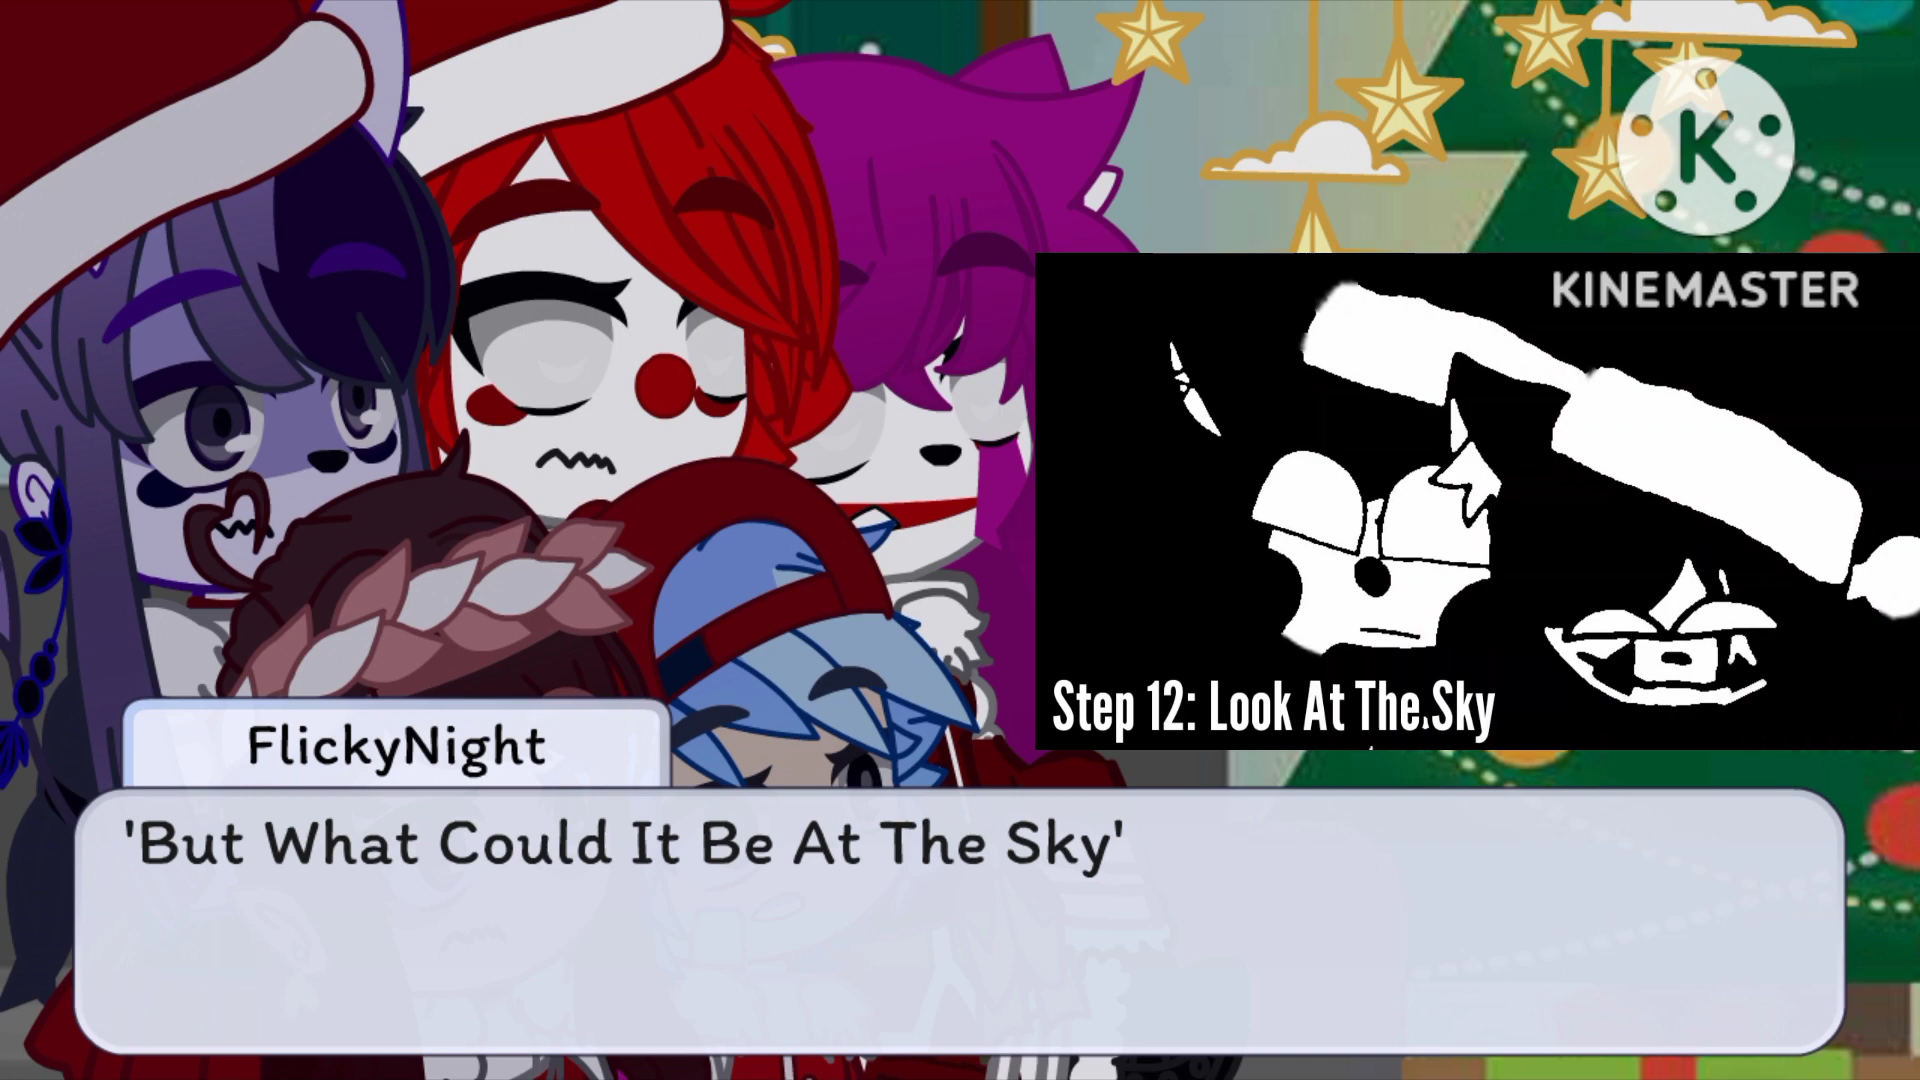 K
KINEMASTER
Step 12: Look At The Sky
FlickyNight
'But What Could It Be At The Sky'